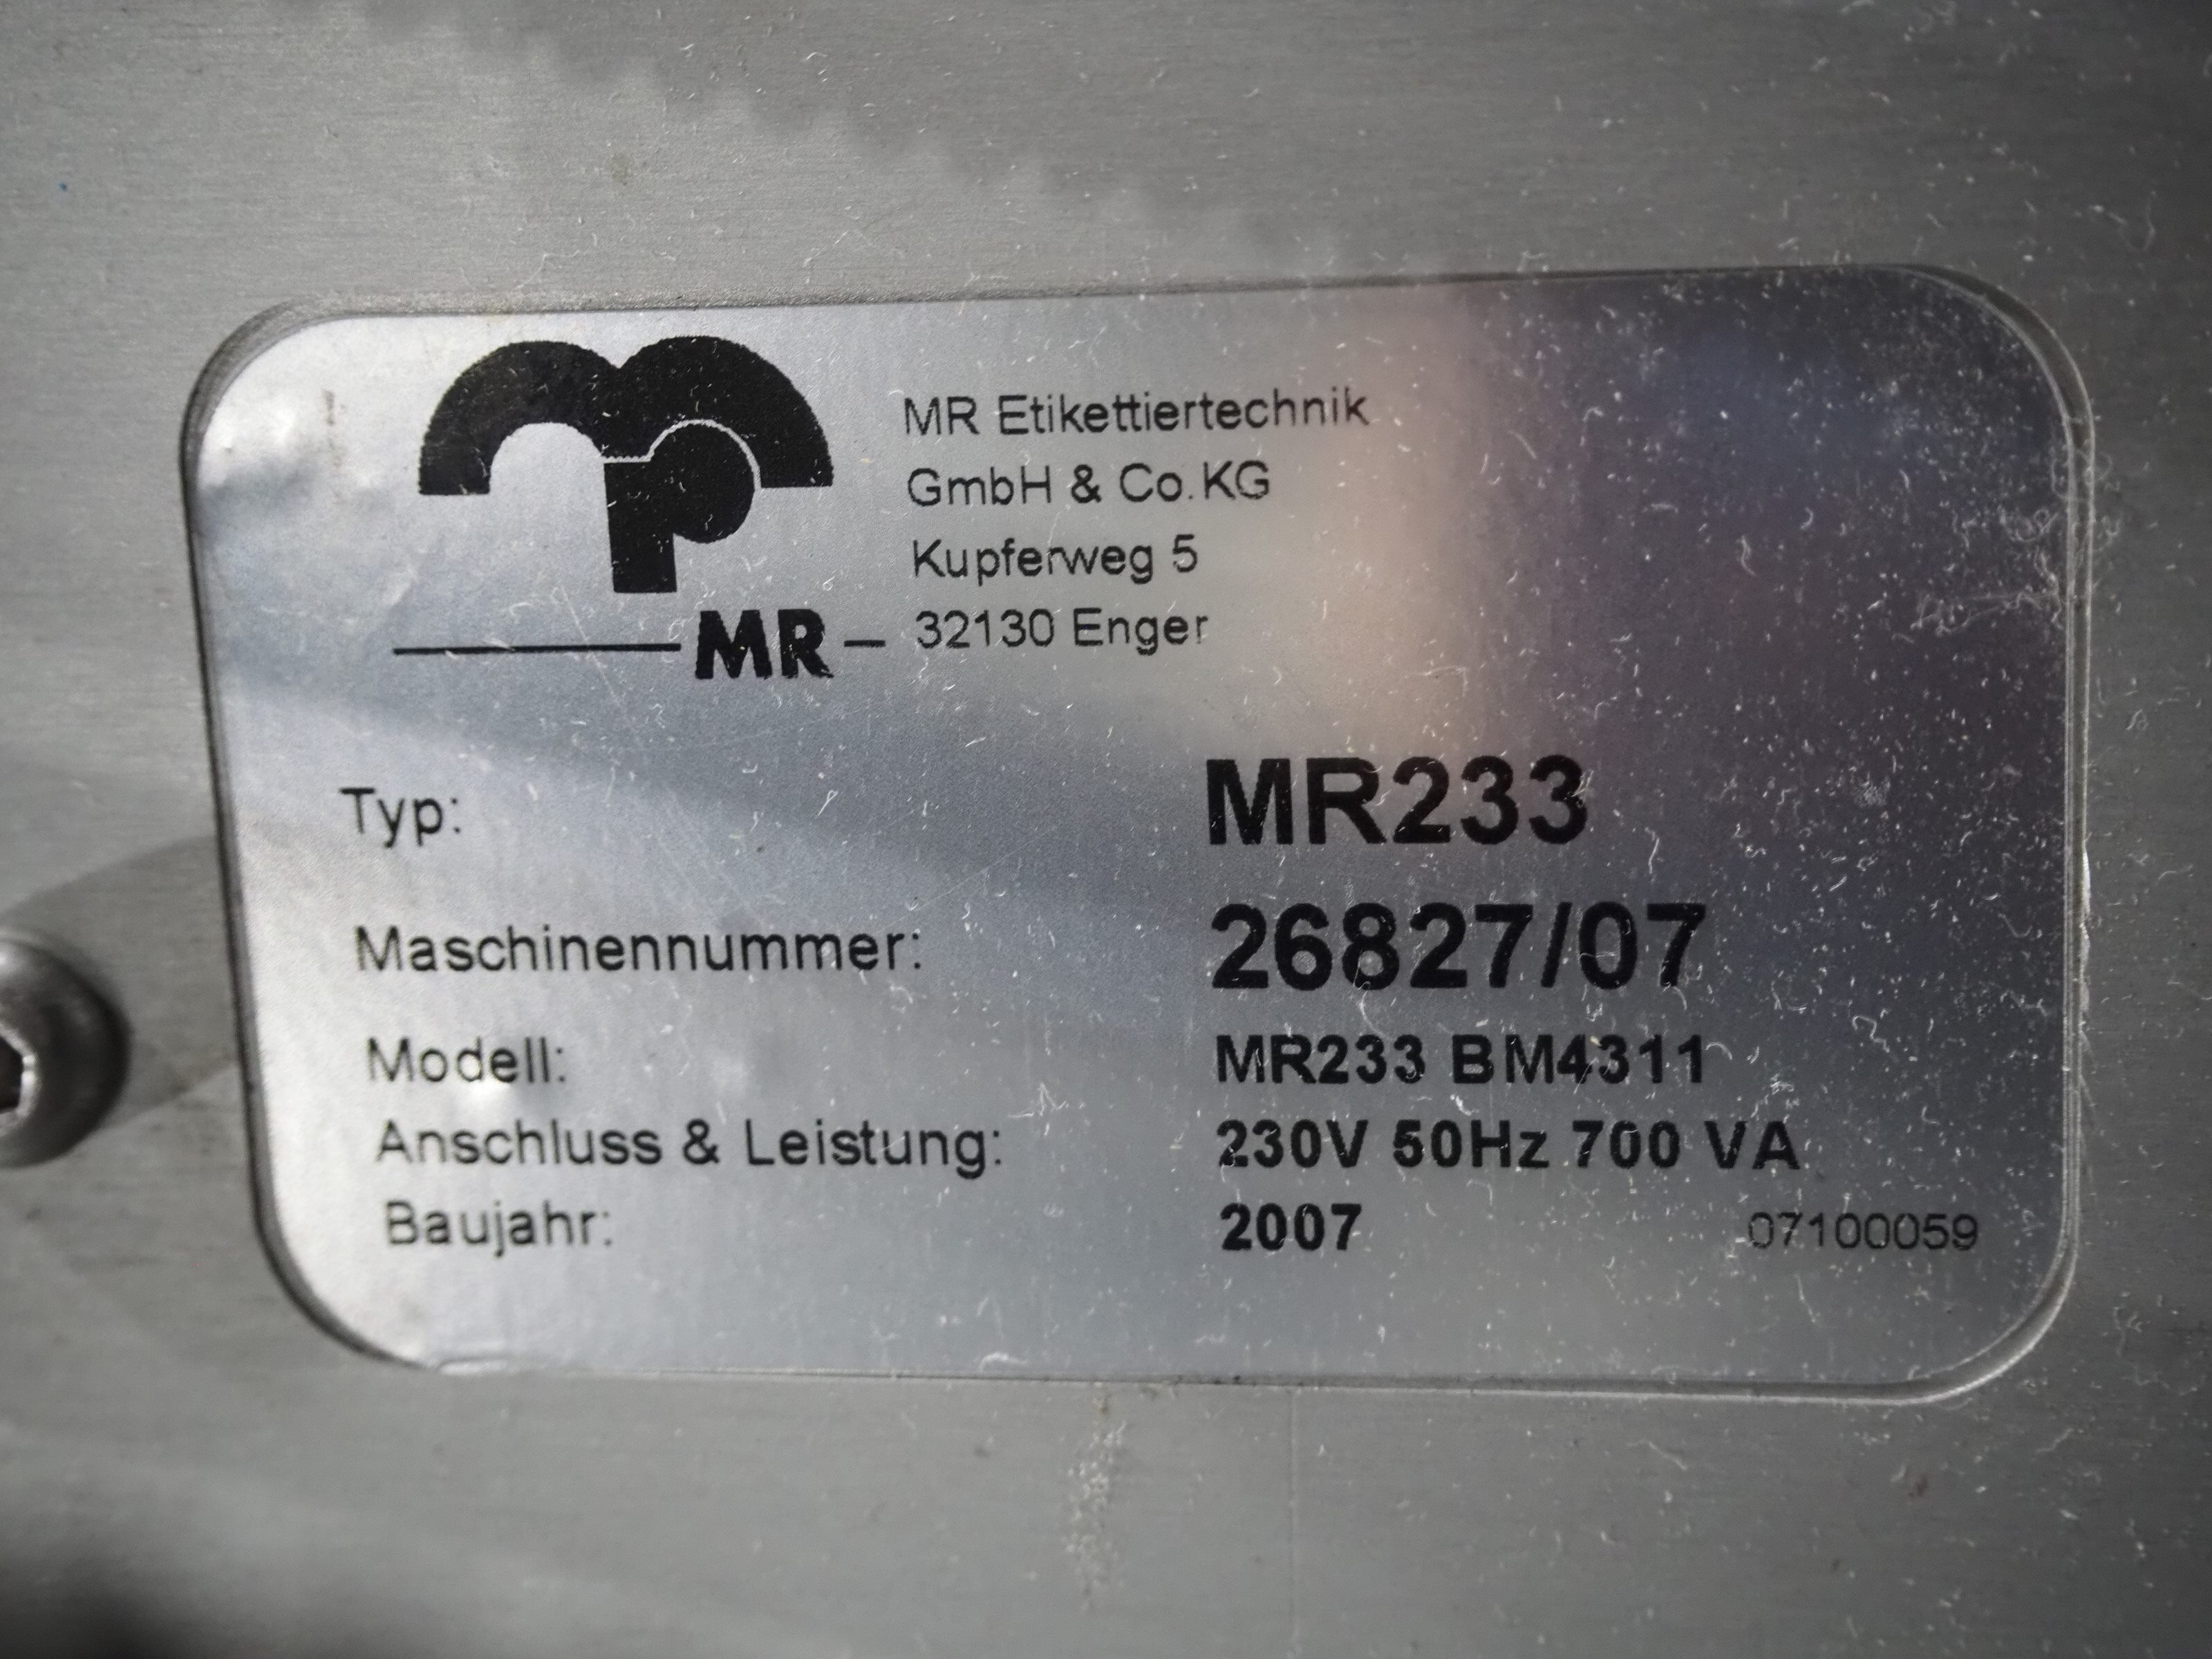 MR Etikettiertechnik
GmbH & Co.KG
Kupferweg 5
MR 32130 Enger
Typ: MR233
Maschinennummer: 26827/07
Modell: MR233 BM4311
Anschluss & Leistung: 230V 50Hz 700 VA
Baujahr: 2007 07100059